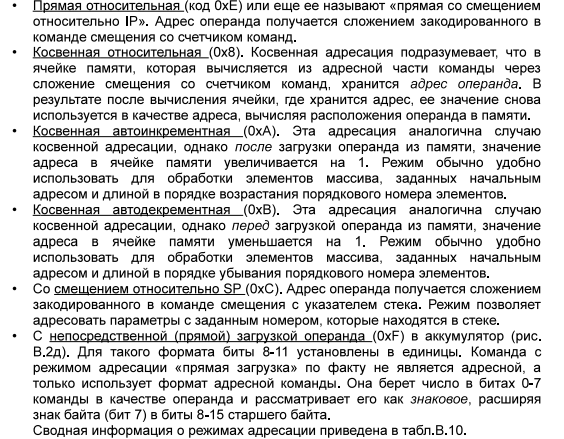 • Прямая относительная (код 0xE) или еще ее называют «прямая со смещением
относительно IP». Адрес операнда получается сложением закодированного в
команде смещения со счетчиком команд.
• Косвенная относительная (0x8). Косвенная адресация подразумевает, что в
ячейке памяти, которая вычисляется из адресной части команды через
сложение смещения со счетчиком команд, хранится адрес операнда. В
результате после вычисления ячейки, где хранится адрес, ее значение снова
используется в качестве адреса, вычисляя расположения операнда в памяти.
• Косвенная автоинкрементная (0xA). Эта адресация аналогична случаю
косвенной адресации, однако после загрузки операнда из памяти, значение
адреса в ячейке памяти увеличивается на 1. Режим обычно удобно
использовать для обработки элементов массива, заданных начальным
адресом и длиной в порядке возрастания порядкового номера элементов.
• Косвенная автодекрементная (0xB). Эта адресация аналогична случаю
косвенной адресации, однако перед загрузкой операнда из памяти, значение
адреса в ячейке памяти уменьшается на 1. Режим обычно удобно
использовать для обработки элементов массива, заданных начальным
адресом и длиной в порядке убывания порядкового номера элементов.
• Со смещением относительно SP (0xC). Адрес операнда получается сложением
закодированного в команде смещения с указателем стека. Режим позволяет
адресовать параметры с заданным номером, которые находятся в стеке.
• С непосредственной (прямой) загрузкой операнда (0xF) в аккумулятор (рис.
В.2д). Для такого формата биты 8-11 установлены в единицы. Команда с
режимом адресации «прямая загрузка» по факту не является адресной, а
только использует формат адресной команды. Она берет число в битах 0-7
команды в качестве операнда и рассматривает его как знаковое, расширяя
знак байта (бит 7) в биты 8-15 старшего байта.
Сводная информация о режимах адресации приведена в табл.В.10.